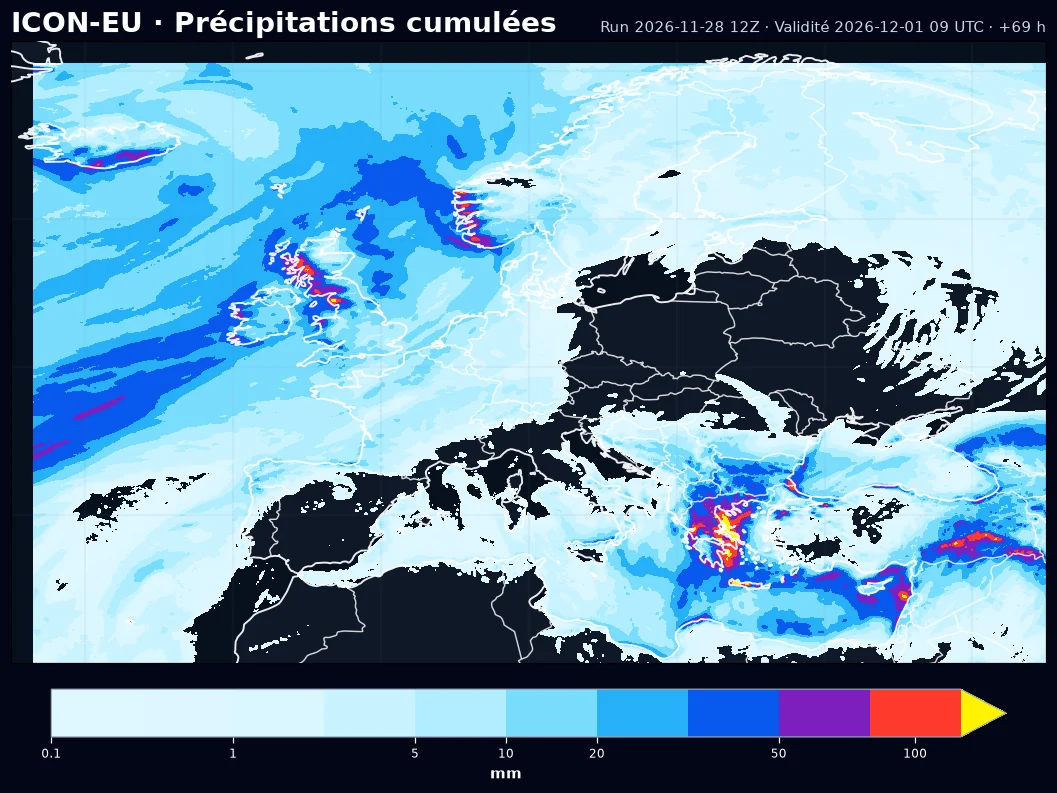 ICON-EU · Précipitations cumulées
Run 2026-11-28 12Z · Validité 2026-12-01 09 UTC · +69 h
0.1 1 5 10 20 50 100
mm